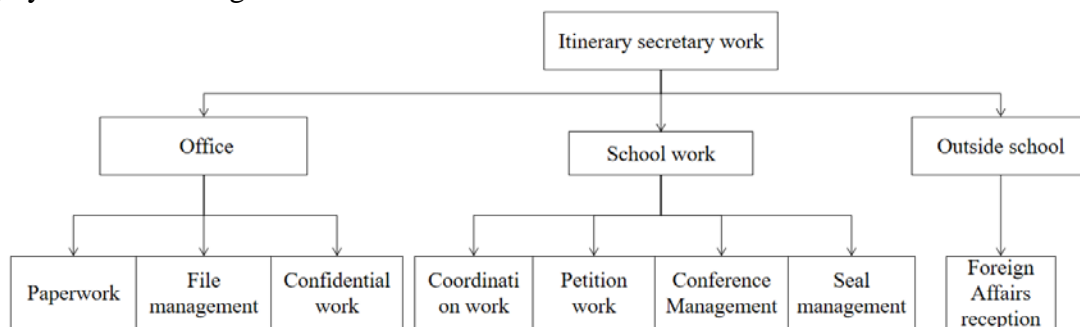 Itinerary secretary work
Office
School work
Outside school
Paperwork
File
management
Confidential
work
Coordinati
on work
Petition
work
Conference
Management
Seal
management
Foreign
Affairs
reception